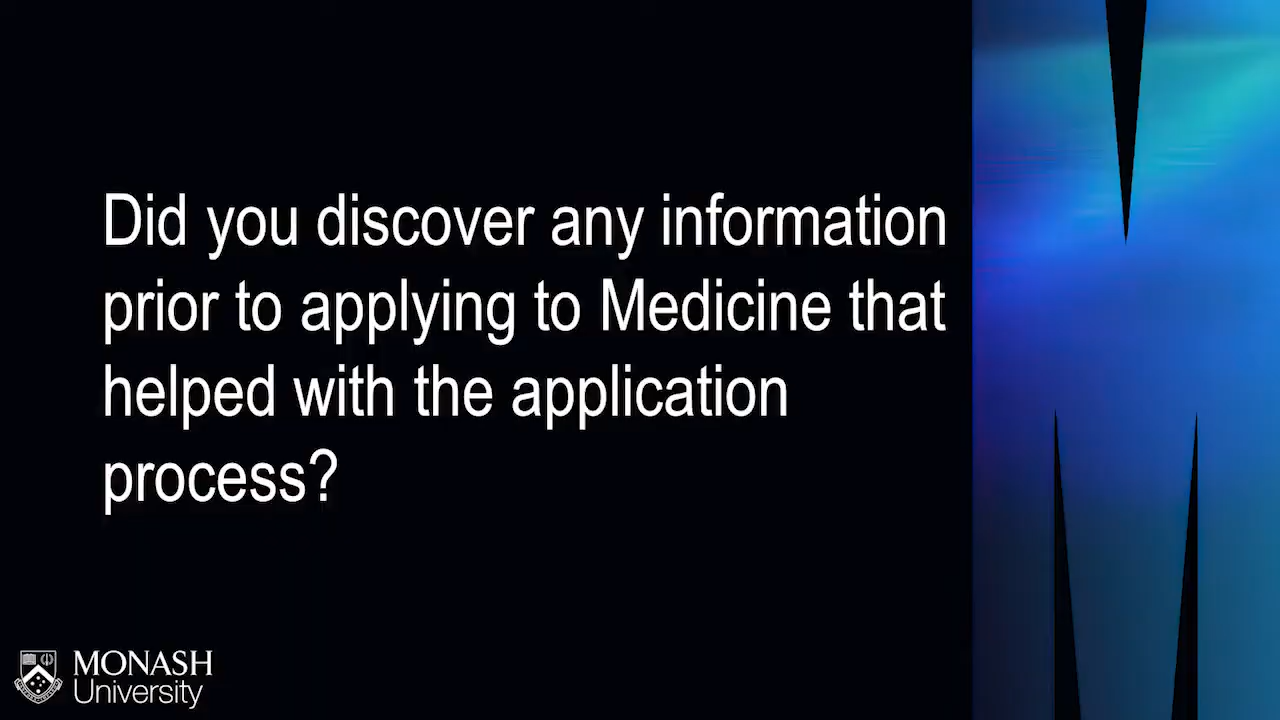 Did you discover any information
prior to applying to Medicine that
helped with the application
process?
MONASH
University